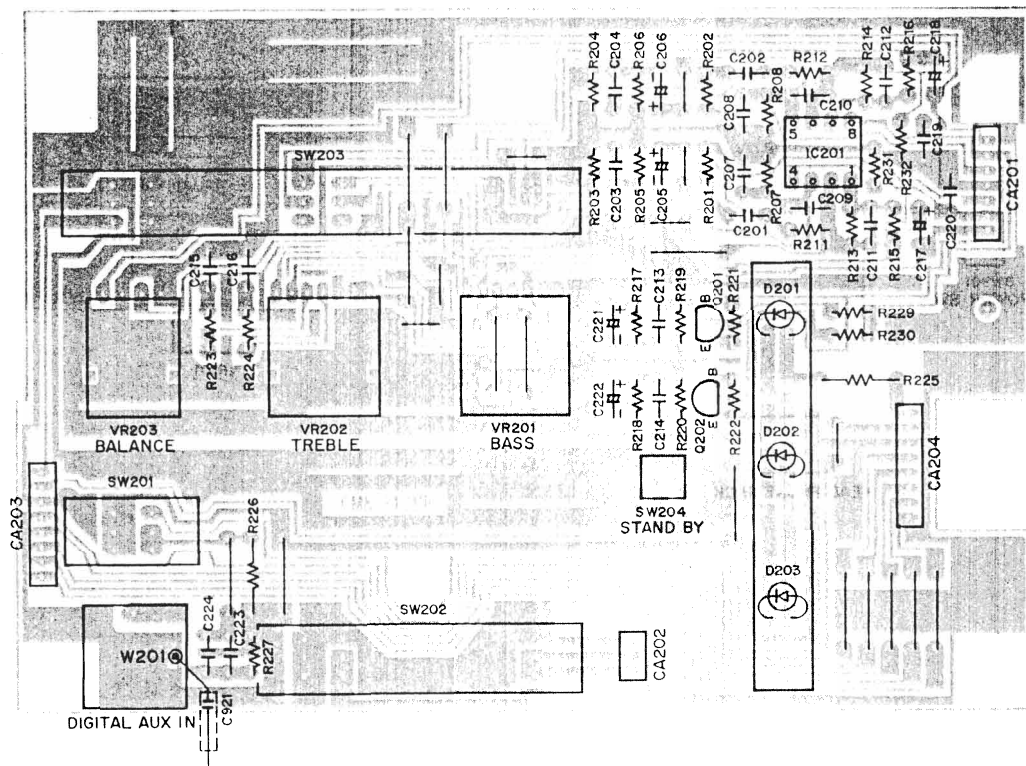 R204
C204
R206
C206
R202
C202
R212
R214
C212
R216
C218
R208
C208
C210
5
8
IC201
4
1
C219
R231
R232
CA201
SW203
R203
C203
R205
C205
R201
C207
C201
R207
C209
R211
R213
C211
R215
C217
C220
C215
C216
R217
C213
R219
Q201
B
E
R221
D201
R229
R230
C221
R223
R224
R225
C222
R218
C214
R220
Q202
B
E
R222
VR203
BALANCE
VR202
TREBLE
VR201
BASS
D202
CA204
CA203
SW201
R226
SW204
STAND BY
D203
C224
C223
R227
SW202
CA202
W201
DIGITAL AUX IN
C921